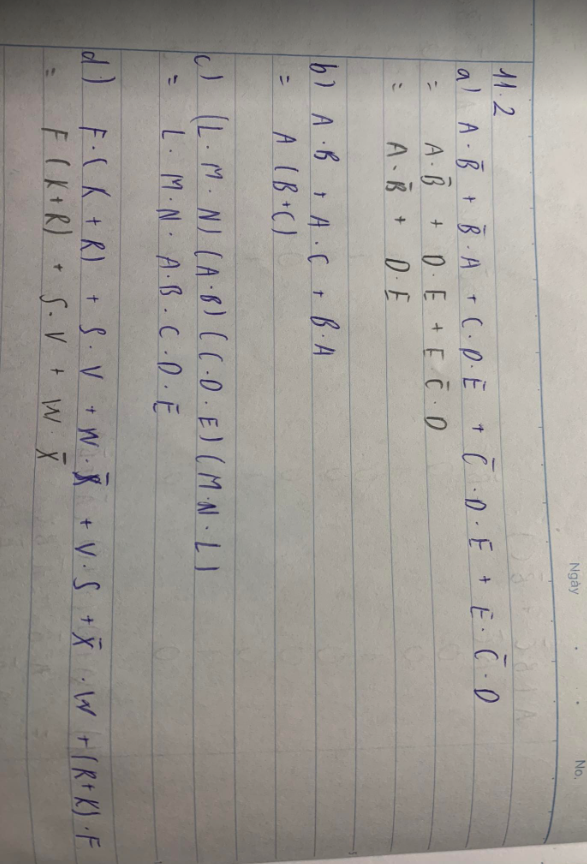 Ngày . . No.
11.2
a) A·B̄ + B̄·A + C·D·Ē + C̄·D·E + E·C̄·D
= A·B̄ + D·E + E C̄·D
= A·B̄ + D·E
b) A·B + A·C + B·A
= A (B+C)
c) (L·M·N) (A·B) (C·D·E) (M·N·L)
= L·M·N·A·B·C·D·E
d) F·(K+R) + S·V + W·X̄ + V·S + X̄·W + (R+K)·F
= F(K+R) + S·V + W·X̄